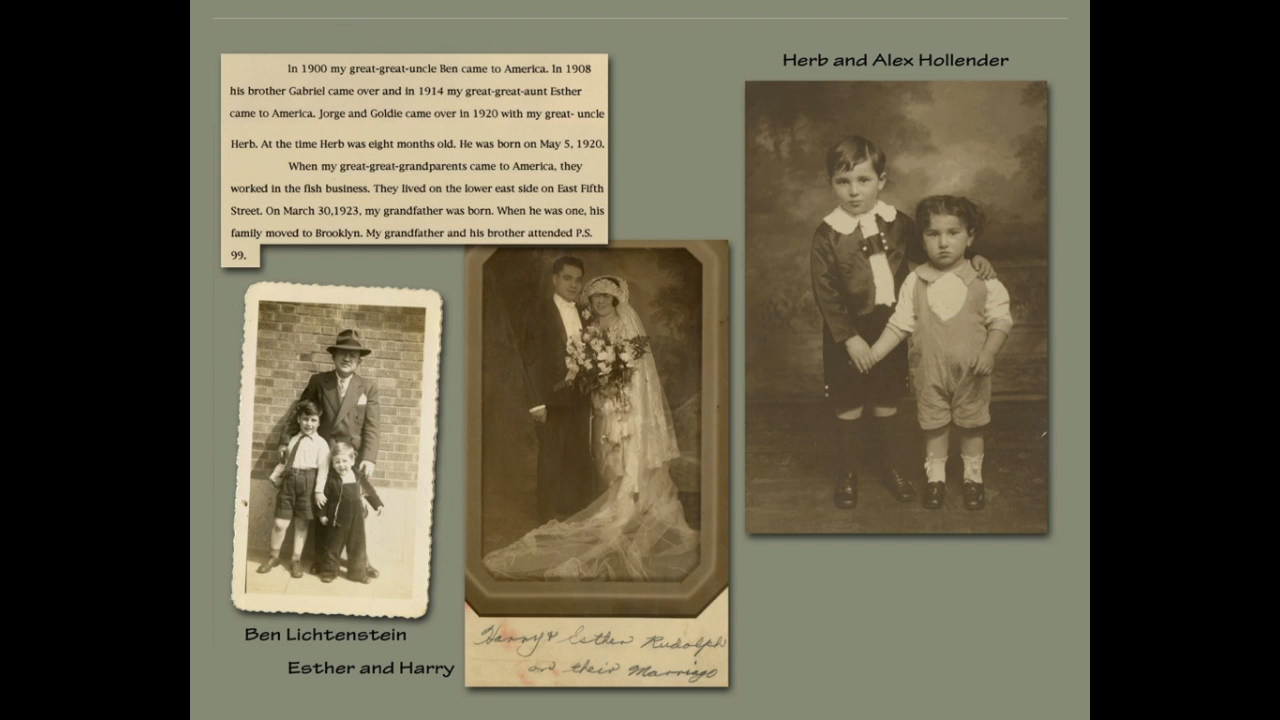 In 1900 my great-great-uncle Ben came to America. In 1908
his brother Gabriel came over and in 1914 my great-great-aunt Esther
came to America. Jorge and Goldie came over in 1920 with my great- uncle
Herb. At the time Herb was eight months old. He was born on May 5, 1920.
When my great-great-grandparents came to America, they
worked in the fish business. They lived on the lower east side on East Fifth
Street. On March 30,1923, my grandfather was born. When he was one, his
family moved to Brooklyn. My grandfather and his brother attended P.S.
99.
Herb and Alex Hollender
Ben Lichtenstein
Esther and Harry
Harry & Esther Rudolph
on their Marriage